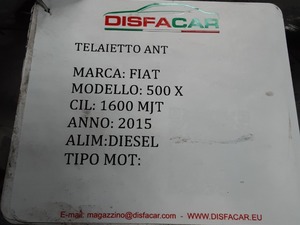 DISFACAR
TELAIETTO ANT
MARCA: FIAT
MODELLO: 500 X
CIL: 1600 MJT
ANNO: 2015
ALIM:DIESEL
TIPO MOT:
E-mail: magazzino@disfacar.com - WWW.DISFACAR.EU